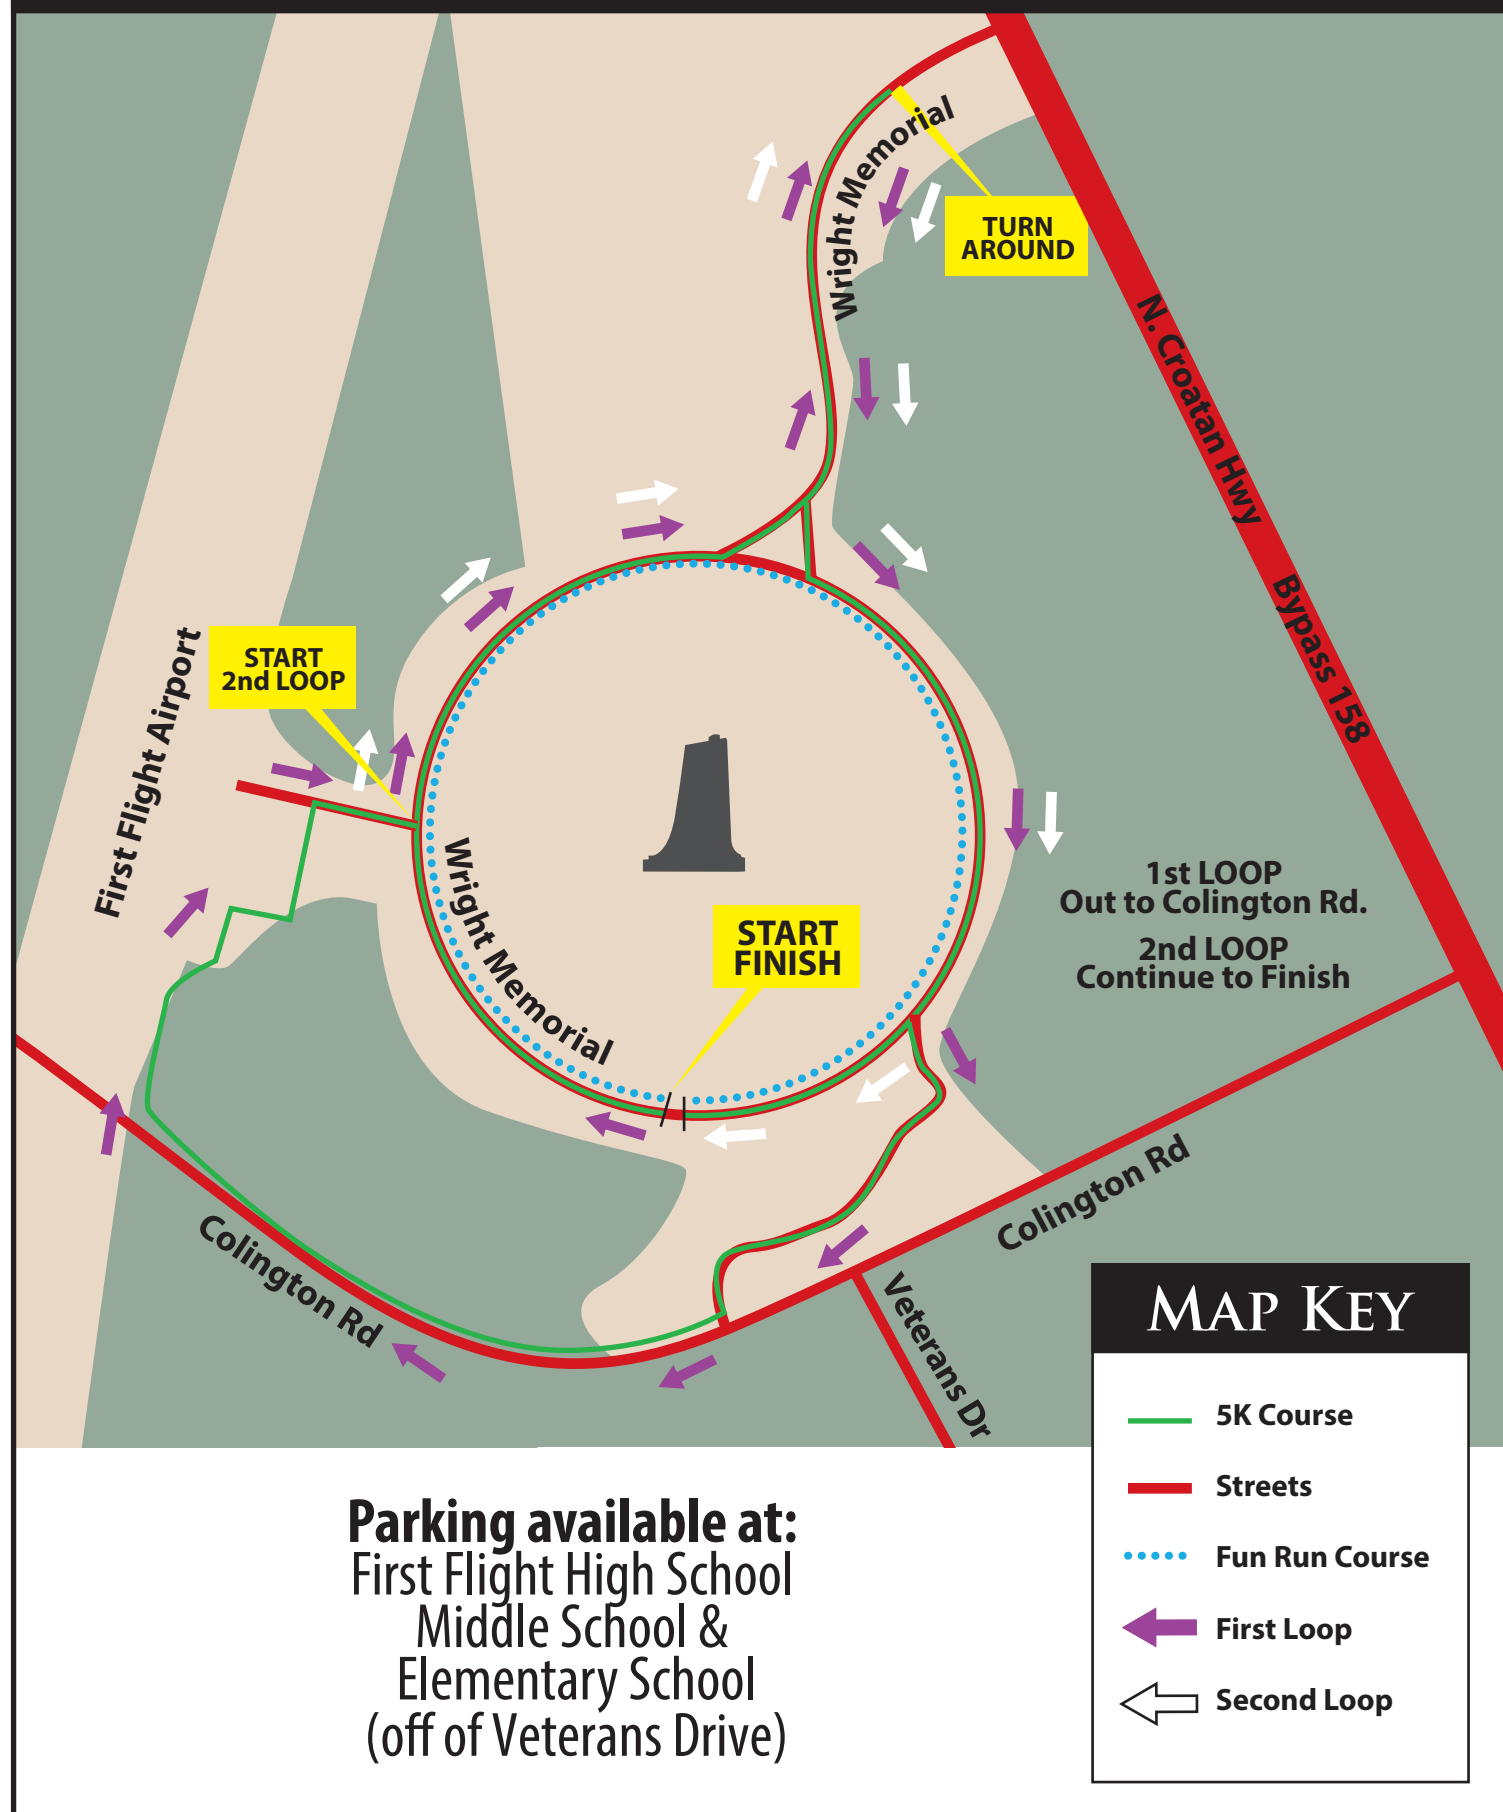 Wright Memorial
TURN
AROUND
N. Croatan Hwy
Bypass 158
START
2nd LOOP
First Flight Airport
Wright Memorial
START
FINISH
1st LOOP
Out to Colington Rd.
2nd LOOP
Continue to Finish
Colington Rd
Colington Rd
Veterans Dr
MAP KEY
5K Course
Streets
Fun Run Course
First Loop
Second Loop
Parking available at:
First Flight High School
Middle School &
Elementary School
(off of Veterans Drive)